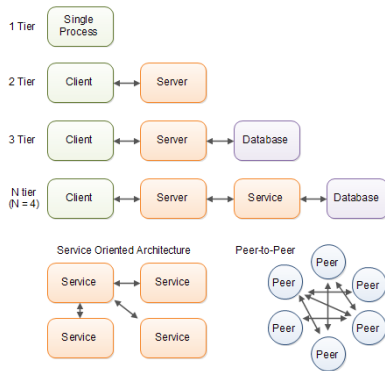 1 Tier
Single
Process
2 Tier
Client
Server
3 Tier
Client
Server
Database
N tier
(N = 4)
Client
Server
Service
Database
Service Oriented Architecture
Peer-to-Peer
Service
Service
Service
Service
Peer
Peer
Peer
Peer
Peer
Peer